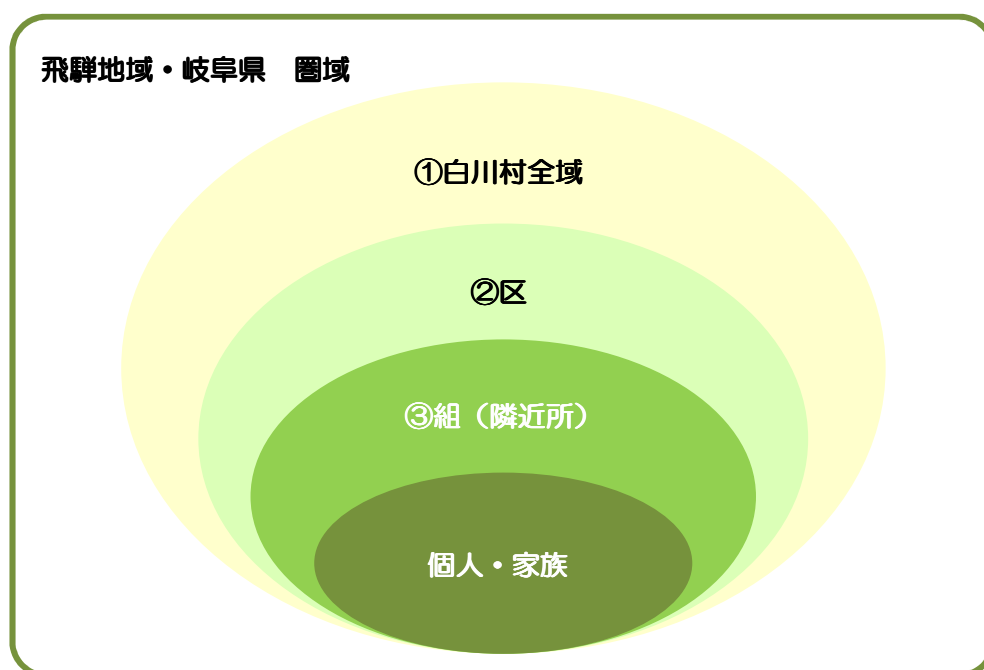 飛騨地域・岐阜県　圏域
①白川村全域
②区
③組（隣近所）
個人・家族